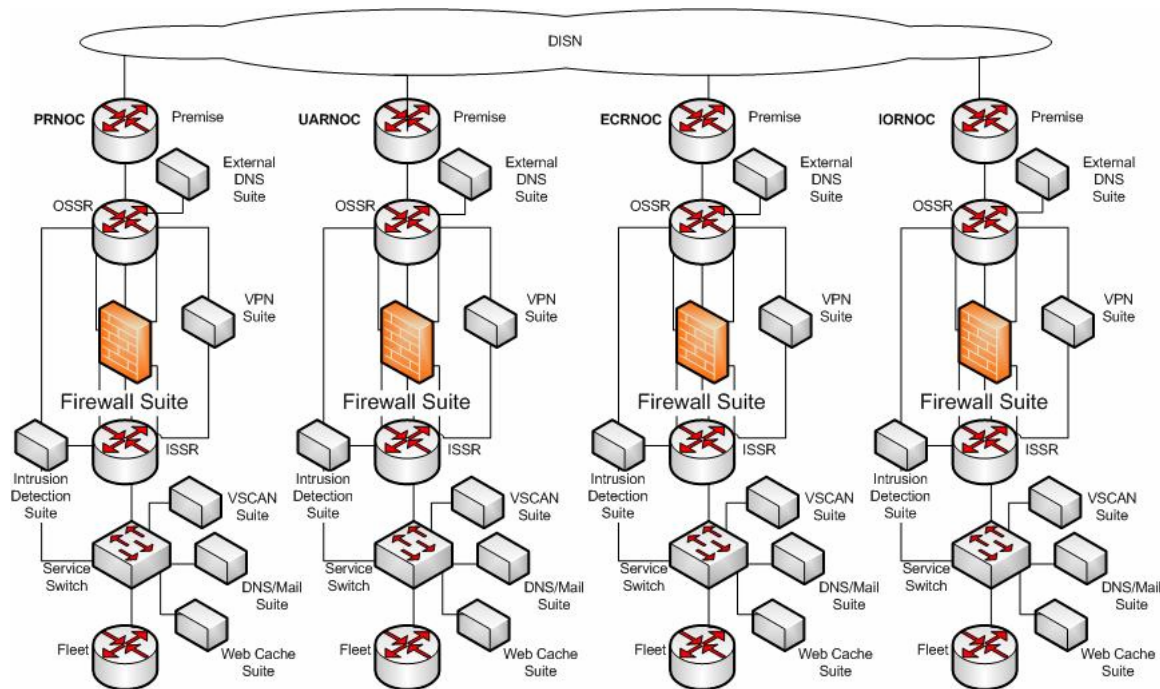 DISN
PRNOC
Premise
UARNOC
Premise
ECRNOC
Premise
IORNOC
Premise
External
DNS
Suite
External
DNS
Suite
External
DNS
Suite
External
DNS
Suite
OSSR
OSSR
OSSR
OSSR
VPN
Suite
VPN
Suite
VPN
Suite
VPN
Suite
Firewall Suite
Firewall Suite
Firewall Suite
Firewall Suite
ISSR
ISSR
ISSR
ISSR
Intrusion
Detection
Suite
Intrusion
Detection
Suite
Intrusion
Detection
Suite
Intrusion
Detection
Suite
VSCAN
Suite
VSCAN
Suite
VSCAN
Suite
VSCAN
Suite
Service
Switch
Service
Switch
Service
Switch
Service
Switch
DNS/Mail
Suite
DNS/Mail
Suite
DNS/Mail
Suite
DNS/Mail
Suite
Fleet
Fleet
Fleet
Fleet
Web Cache
Suite
Web Cache
Suite
Web Cache
Suite
Web Cache
Suite